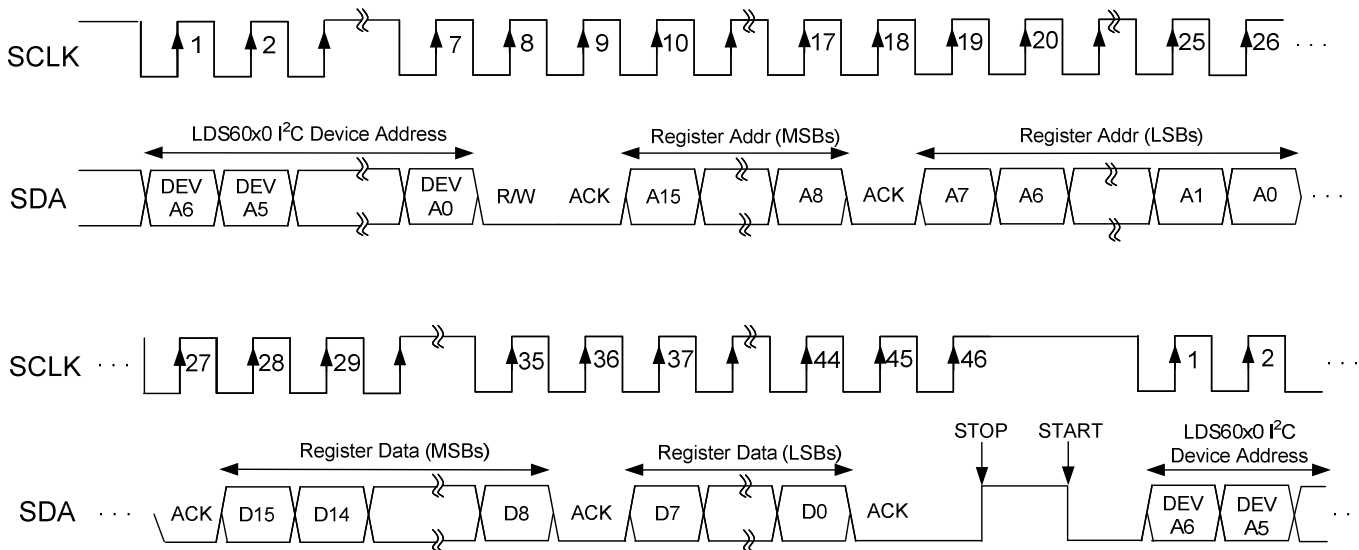 SCLK 1 2 7 8 9 10 17 18 19 20 25 26 . . .
LDS60x0 I²C Device Address Register Addr (MSBs) Register Addr (LSBs)
SDA DEV A6 DEV A5 DEV A0 R/W ACK A15 A8 ACK A7 A6 A1 A0 . . .
SCLK . . . 27 28 29 35 36 37 44 45 46 1 2 . . .
STOP START LDS60x0 I²C
Register Data (MSBs) Register Data (LSBs) Device Address
SDA . . . ACK D15 D14 D8 ACK D7 D0 ACK DEV A6 DEV A5 . . .